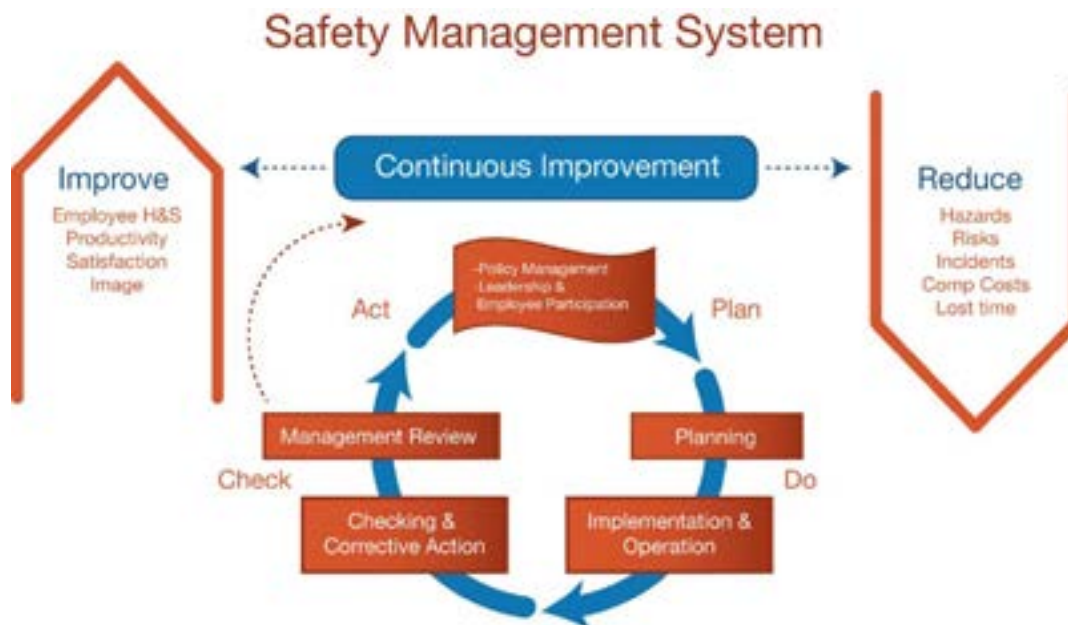 Safety Management System
Continuous Improvement
Improve
Employee H&S
Productivity
Satisfaction
Image
Reduce
Hazards
Risks
Incidents
Comp Costs
Lost time
-Policy Management
-Leadership &
Employee Participation
Act
Plan
Management Review
Planning
Check
Do
Checking &
Corrective Action
Implementation &
Operation